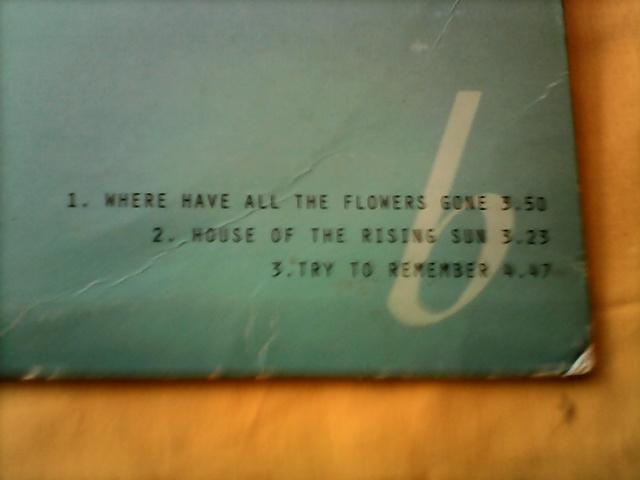 b
1. WHERE HAVE ALL THE FLOWERS GONE 3.50
2. HOUSE OF THE RISING SUN 3.23
3.TRY TO REMEMBER 4.47